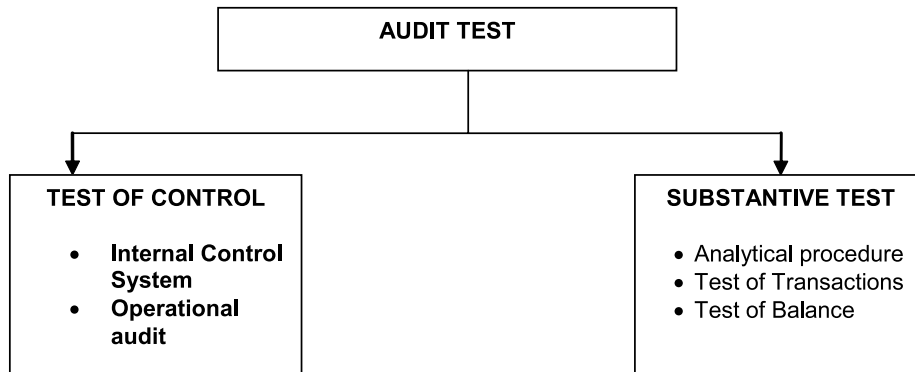 AUDIT TEST
TEST OF CONTROL
• Internal Control
System
• Operational
audit
SUBSTANTIVE TEST
• Analytical procedure
• Test of Transactions
• Test of Balance